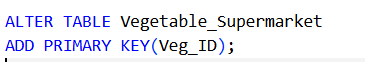 ALTER TABLE Vegetable_Supermarket
ADD PRIMARY KEY(Veg_ID);